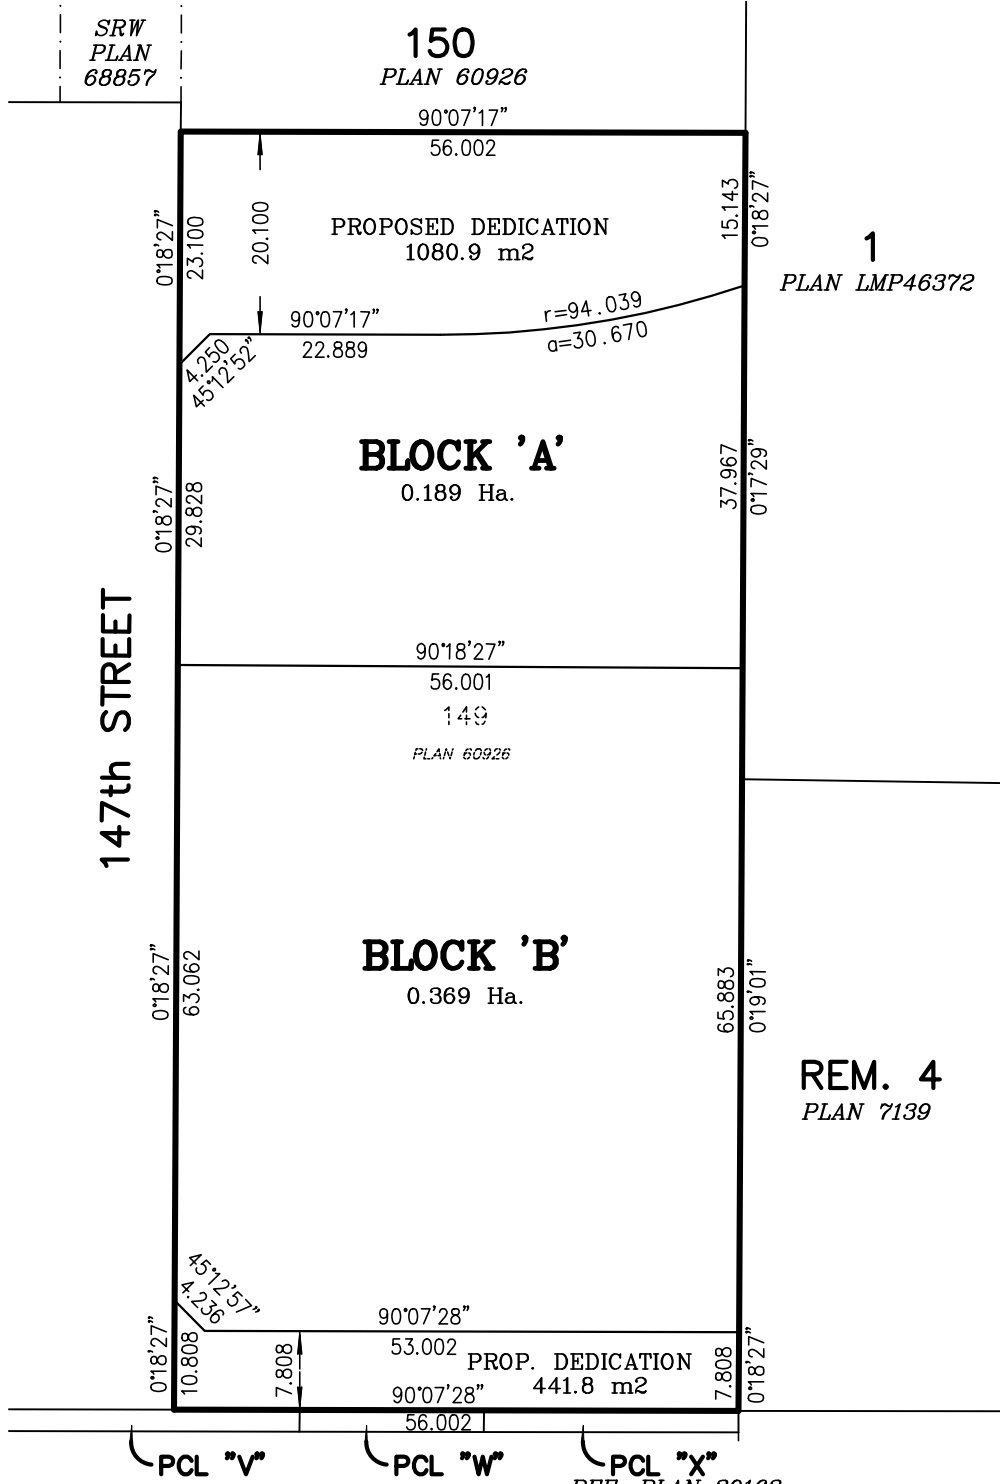 SRW
PLAN
68857
150
PLAN 60926
90°07'17"
56.002
0°18'27"
23.100
20.100
PROPOSED DEDICATION
1080.9 m2
15.143
0°18'27"
1
PLAN LMP46372
90°07'17"
22.889
r=94.039
a=30.670
4.250
45°12'52"
BLOCK 'A'
0.189 Ha.
0°18'27"
29.828
37.967
0°17'29"
147th STREET
90°18'27"
56.001
149
PLAN 60926
BLOCK 'B'
0.369 Ha.
0°18'27"
63.062
65.883
0°19'01"
REM. 4
PLAN 7139
45°12'57"
4.236
90°07'28"
53.002
0°18'27"
10.808
7.808
PROP. DEDICATION
441.8 m2
7.808
0°18'27"
90°07'28"
56.002
PCL "V"
PCL "W"
PCL "X"